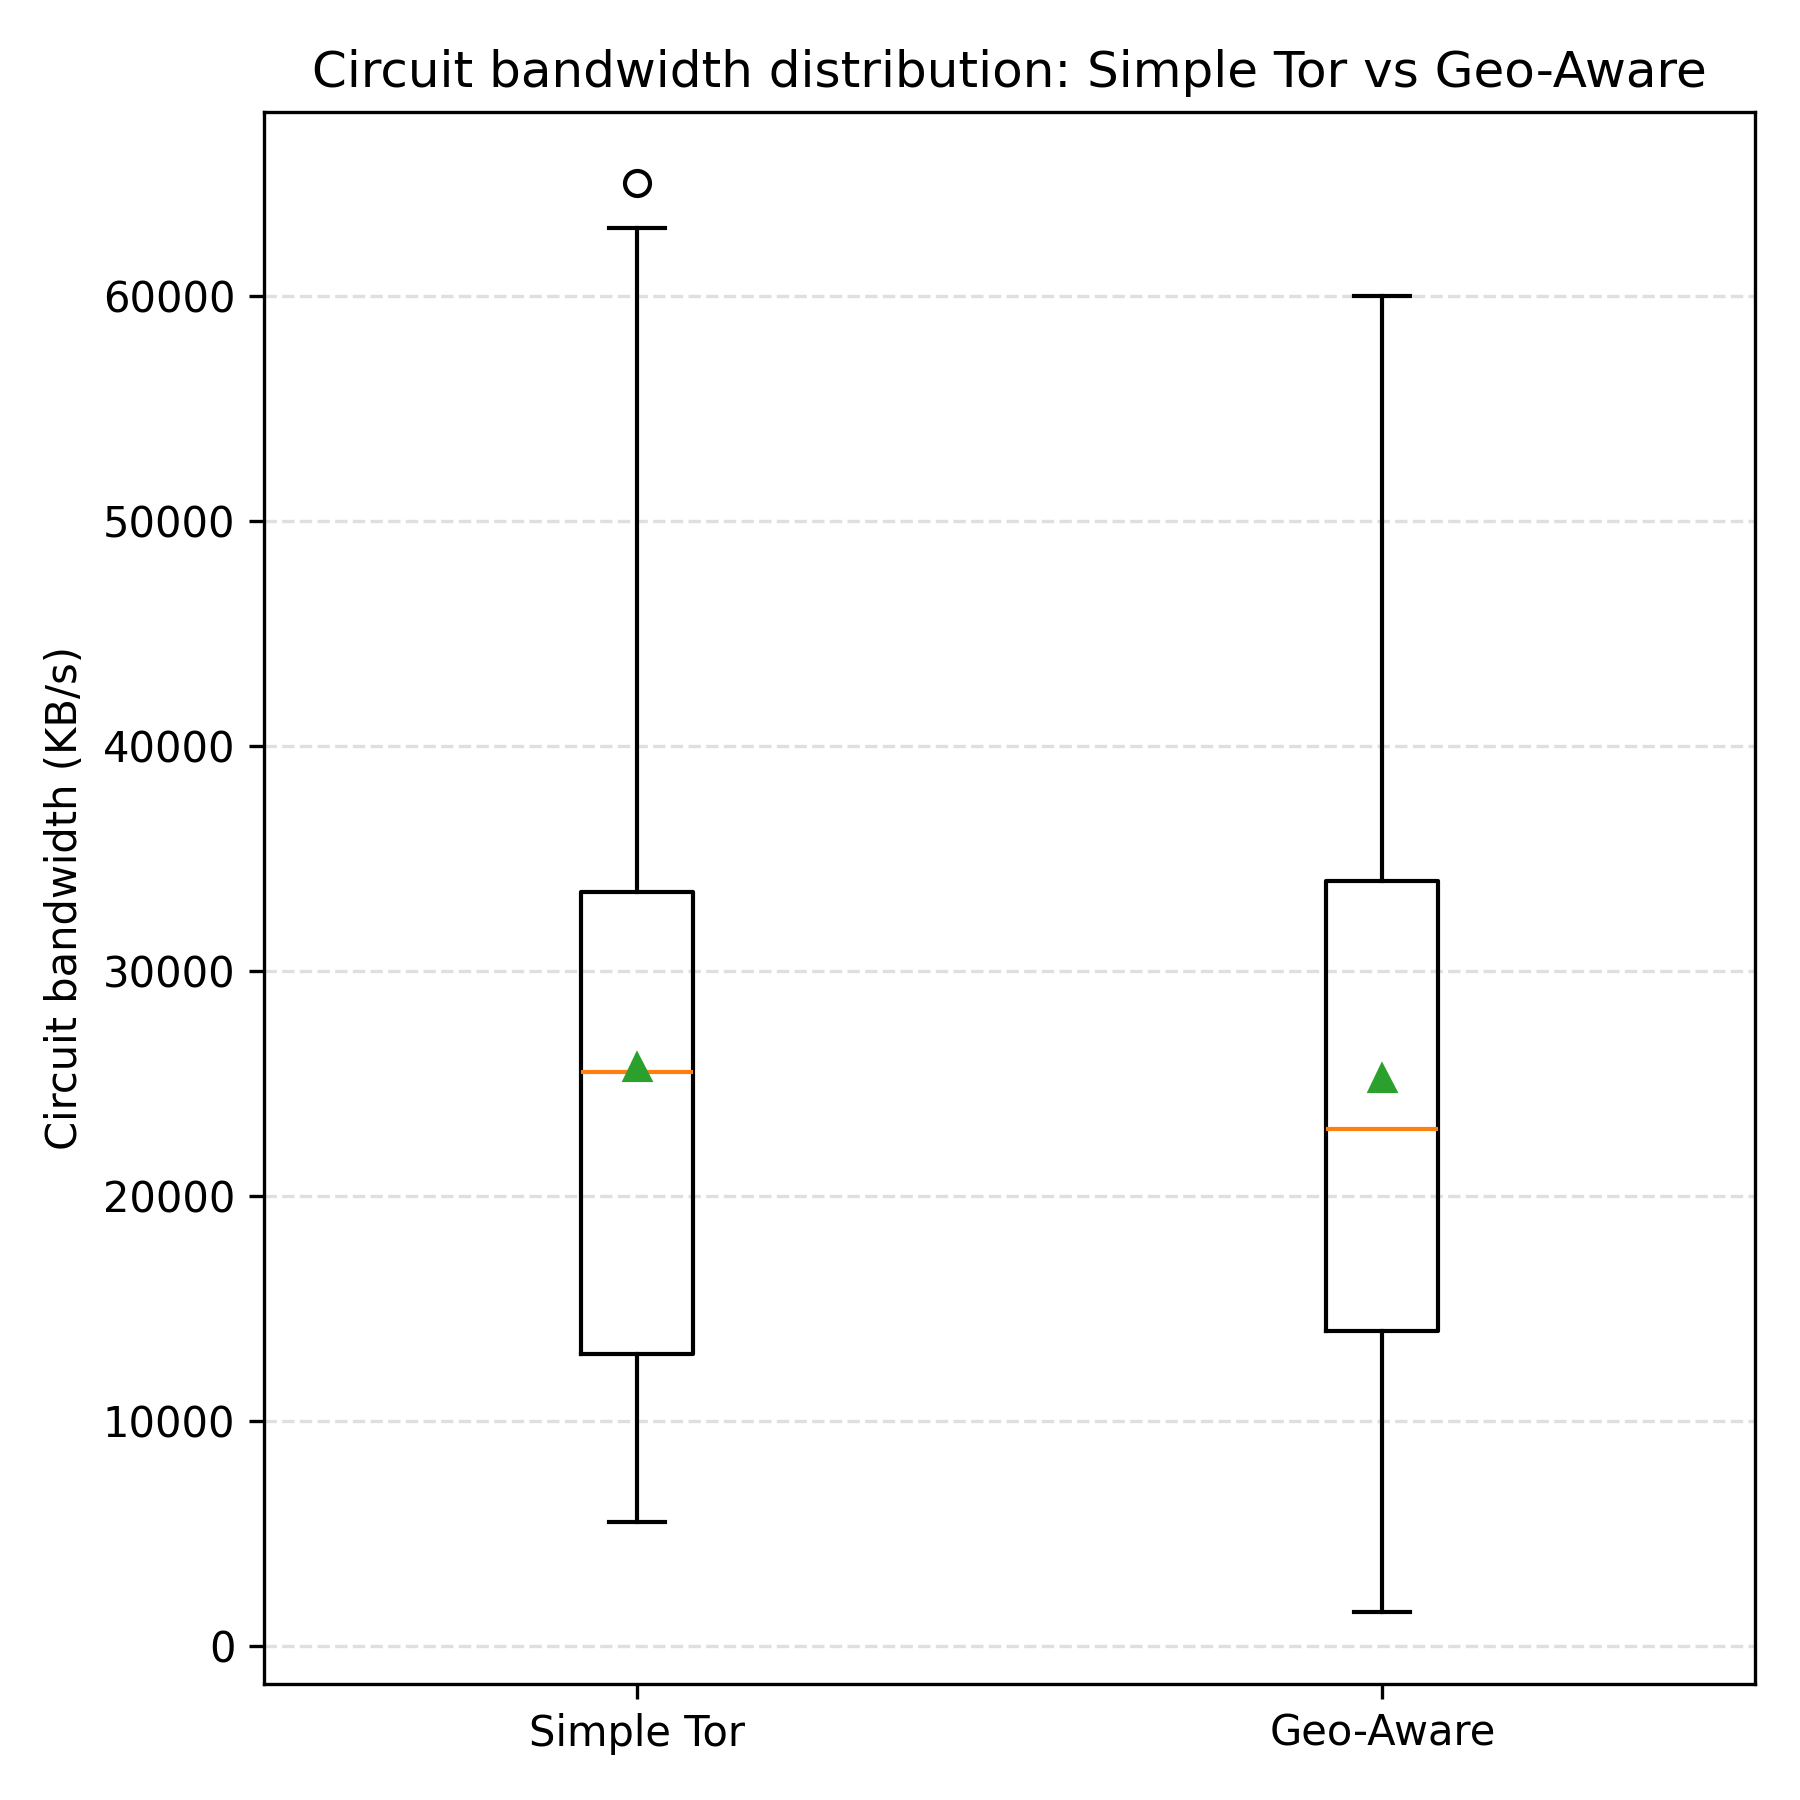 Circuit bandwidth distribution: Simple Tor vs Geo-Aware
Circuit bandwidth (KB/s)
60000
50000
40000
30000
20000
10000
0
Simple Tor
Geo-Aware